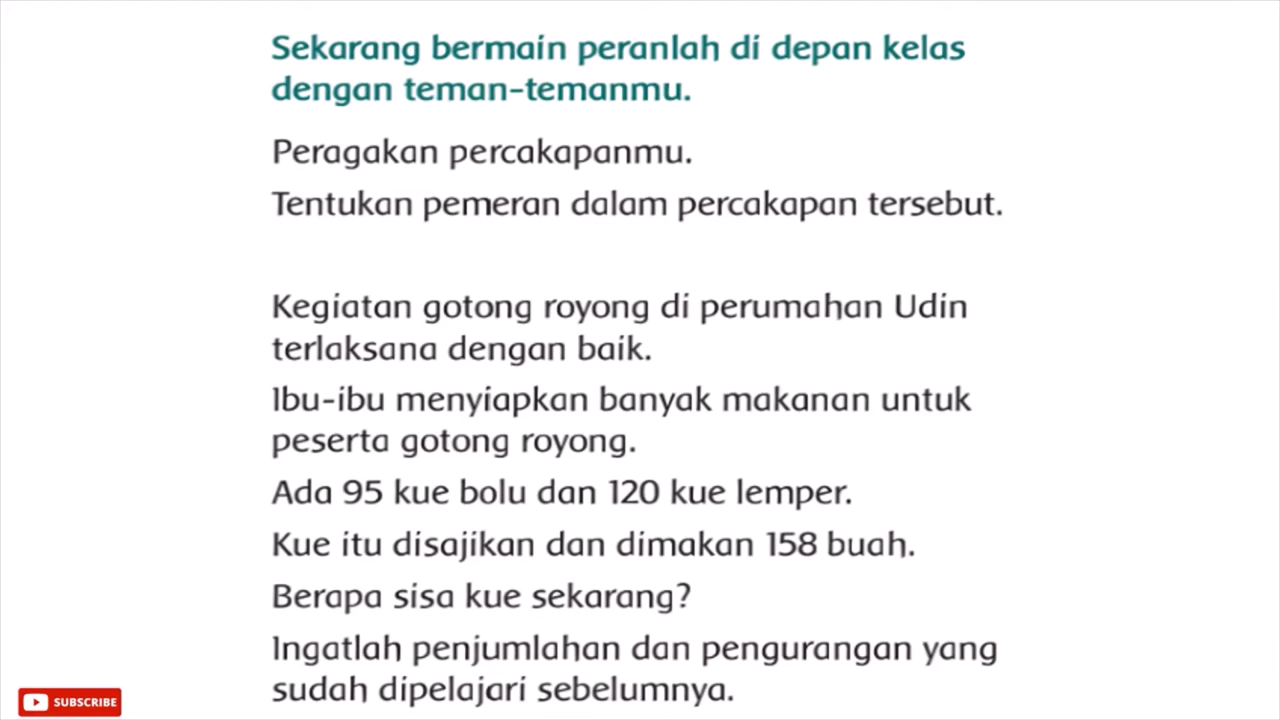 Sekarang bermain peranlah di depan kelas
dengan teman-temanmu.
Peragakan percakapanmu.
Tentukan pemeran dalam percakapan tersebut.
Kegiatan gotong royong di perumahan Udin
terlaksana dengan baik.
Ibu-ibu menyiapkan banyak makanan untuk
peserta gotong royong.
Ada 95 kue bolu dan 120 kue lemper.
Kue itu disajikan dan dimakan 158 buah.
Berapa sisa kue sekarang?
Ingatlah penjumlahan dan pengurangan yang
sudah dipelajari sebelumnya.
SUBSCRIBE